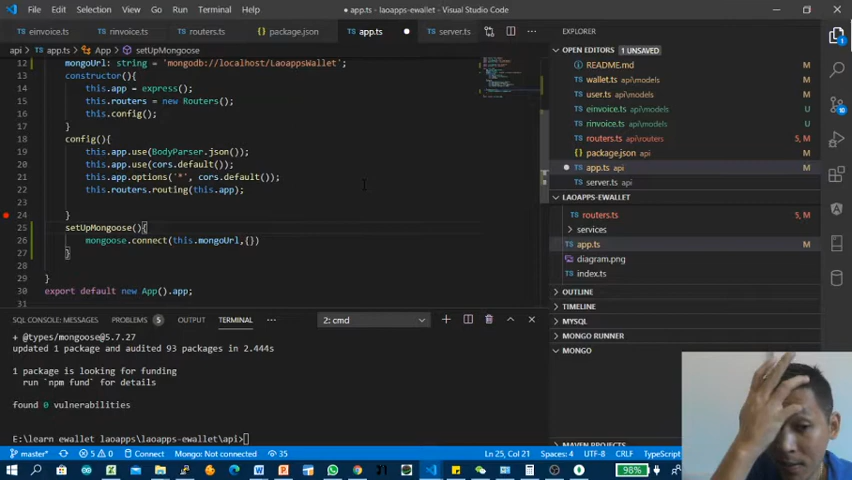 File Edit Selection View Go Run Terminal Help
● app.ts - laoapps-ewallet - Visual Studio Code
TS einvoice.ts
TS rinvoice.ts
TS routers.ts
package.json
TS app.ts ●
TS server.ts
api > TS app.ts > App > setUpMongoose
12 mongoUrl: string = 'mongodb://localhost/LaoappsWallet';
13 constructor(){
14 this.app = express();
15 this.routers = new Routers();
16 this.config();
17 }
18 config(){
19 this.app.use(BodyParser.json());
20 this.app.use(cors.default());
21 this.app.options('*', cors.default());
22 this.routers.routing(this.app);
23
24 }
25 setUpMongoose(){
26 mongoose.connect(this.mongoUrl,{})
27 }
28
29 }
30 export default new App().app;
31
SQL CONSOLE: MESSAGES PROBLEMS 5 OUTPUT TERMINAL ··· 2: cmd
+ @types/mongoose@5.7.27
updated 1 package and audited 93 packages in 2.444s
1 package is looking for funding
run `npm fund` for details
found 0 vulnerabilities
E:\learn ewallet laoapps\laoapps-ewallet\api>
EXPLORER
OPEN EDITORS 1 UNSAVED
README.md M
TS wallet.ts api\models M
TS user.ts api\models M
TS einvoice.ts api\models U
TS rinvoice.ts api\models U
TS routers.ts api\routers 5, M
package.json api M
● TS app.ts api M
TS server.ts api
LAOAPPS-EWALLET
TS routers.ts 5, M
> services
TS app.ts M
diagram.png
TS index.ts
> OUTLINE
> TIMELINE
> MYSQL
> MONGO RUNNER
MONGO
MAVEN PROJECTS
master* 5 0 Connect 35 Ln 25, Col 21 Spaces: 4 UTF-8 CRLF TypeScript
98%